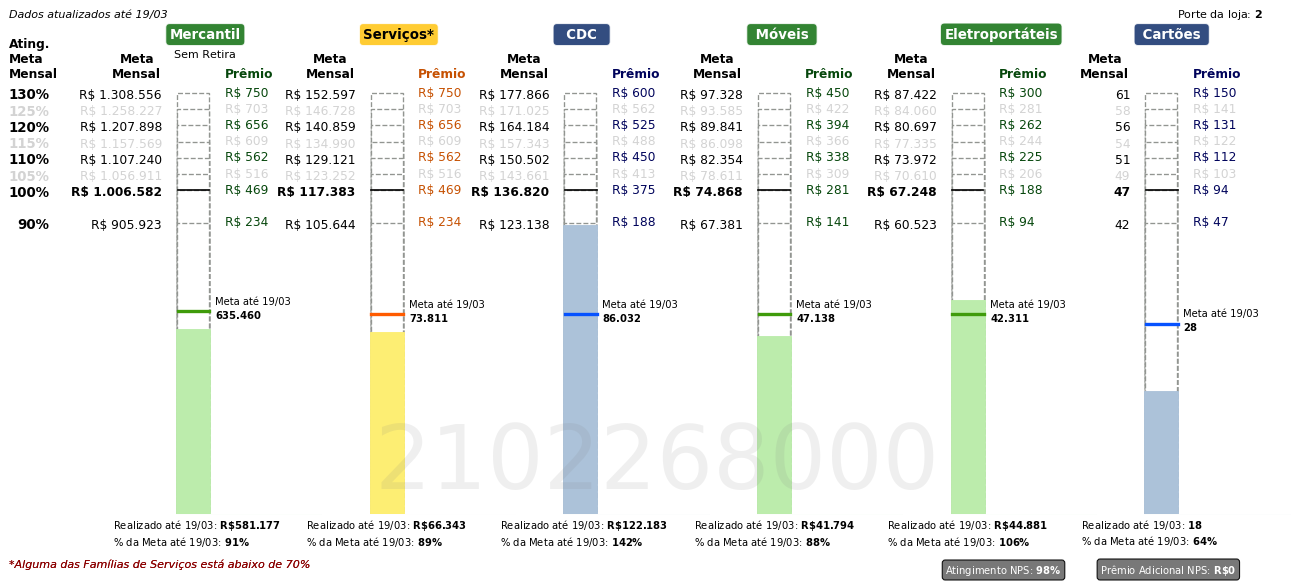 Dados atualizados até 19/03
Porte da loja: 2
Mercantil Serviços* CDC Móveis Eletroportáteis Cartões
Sem Retira
Ating. Meta Mensal
Meta Mensal Prêmio Meta Mensal Prêmio Meta Mensal Prêmio Meta Mensal Prêmio Meta Mensal Prêmio Meta Mensal Prêmio
130% R$ 1.308.556 R$ 750 R$ 152.597 R$ 750 R$ 177.866 R$ 600 R$ 97.328 R$ 450 R$ 87.422 R$ 300 61 R$ 150
125% R$ 1.258.227 R$ 703 R$ 146.728 R$ 703 R$ 171.025 R$ 562 R$ 93.585 R$ 422 R$ 84.060 R$ 281 58 R$ 141
120% R$ 1.207.898 R$ 656 R$ 140.859 R$ 656 R$ 164.184 R$ 525 R$ 89.841 R$ 394 R$ 80.697 R$ 262 56 R$ 131
115% R$ 1.157.569 R$ 609 R$ 134.990 R$ 609 R$ 157.343 R$ 488 R$ 86.098 R$ 366 R$ 77.335 R$ 244 54 R$ 122
110% R$ 1.107.240 R$ 562 R$ 129.121 R$ 562 R$ 150.502 R$ 450 R$ 82.354 R$ 338 R$ 73.972 R$ 225 51 R$ 112
105% R$ 1.056.911 R$ 516 R$ 123.252 R$ 516 R$ 143.661 R$ 413 R$ 78.611 R$ 309 R$ 70.610 R$ 206 49 R$ 103
100% R$ 1.006.582 R$ 469 R$ 117.383 R$ 469 R$ 136.820 R$ 375 R$ 74.868 R$ 281 R$ 67.248 R$ 188 47 R$ 94
90% R$ 905.923 R$ 234 R$ 105.644 R$ 234 R$ 123.138 R$ 188 R$ 67.381 R$ 141 R$ 60.523 R$ 94 42 R$ 47
Meta até 19/03 Meta até 19/03 Meta até 19/03 Meta até 19/03 Meta até 19/03 Meta até 19/03
635.460 73.811 86.032 47.138 42.311 28
2102268000
Realizado até 19/03: R$581.177 Realizado até 19/03: R$66.343 Realizado até 19/03: R$122.183 Realizado até 19/03: R$41.794 Realizado até 19/03: R$44.881 Realizado até 19/03: 18
% da Meta até 19/03: 91% % da Meta até 19/03: 89% % da Meta até 19/03: 142% % da Meta até 19/03: 88% % da Meta até 19/03: 106% % da Meta até 19/03: 64%
*Alguma das Famílias de Serviços está abaixo de 70%
Atingimento NPS: 98% Prêmio Adicional NPS: R$0